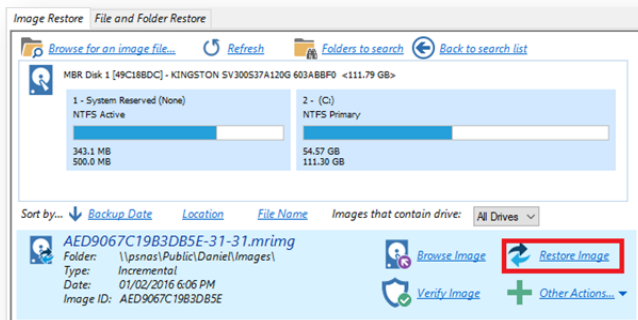 Image Restore File and Folder Restore
Browse for an image file... Refresh Folders to search Back to search list
MBR Disk 1 [49C18BDC] - KINGSTON SV300S37A120G 603ABBF0 <111.79 GB>
1 - System Reserved (None) 2 - (C:)
NTFS Active NTFS Primary
343.1 MB 54.57 GB
500.0 MB 111.30 GB
Sort by... Backup Date Location File Name Images that contain drive: All Drives
AED9067C19B3DB5E-31-31.mrimg
Folder: \\psnas\Public\Daniel\Images\ Browse Image Restore Image
Type: Incremental
Date: 01/02/2016 6:06 PM Verify Image Other Actions...
Image ID: AED9067C19B3DB5E